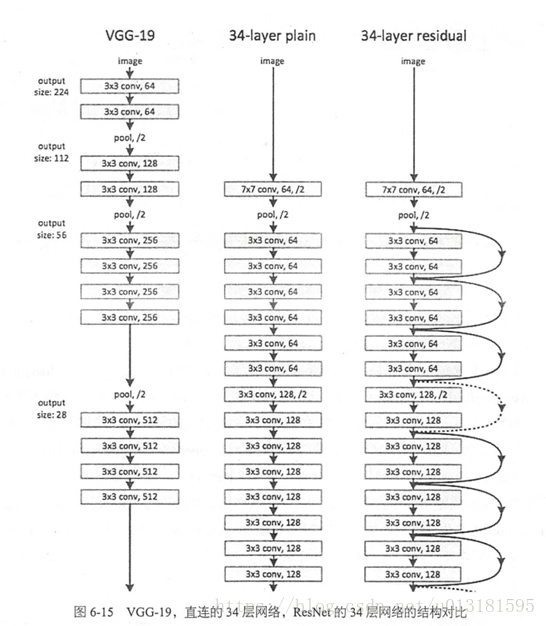 VGG-19
image
output
size: 224
3x3 conv, 64
3x3 conv, 64
pool, /2
output
size: 112
3x3 conv, 128
3x3 conv, 128
pool, /2
output
size: 56
3x3 conv, 256
3x3 conv, 256
3x3 conv, 256
3x3 conv, 256
pool, /2
output
size: 28
3x3 conv, 512
3x3 conv, 512
3x3 conv, 512
3x3 conv, 512
34-layer plain
image
7x7 conv, 64, /2
pool, /2
3x3 conv, 64
3x3 conv, 64
3x3 conv, 64
3x3 conv, 64
3x3 conv, 64
3x3 conv, 64
3x3 conv, 128, /2
3x3 conv, 128
3x3 conv, 128
3x3 conv, 128
3x3 conv, 128
3x3 conv, 128
3x3 conv, 128
3x3 conv, 128
34-layer residual
image
7x7 conv, 64, /2
pool, /2
3x3 conv, 64
3x3 conv, 64
3x3 conv, 64
3x3 conv, 64
3x3 conv, 64
3x3 conv, 64
3x3 conv, 128, /2
3x3 conv, 128
3x3 conv, 128
3x3 conv, 128
3x3 conv, 128
3x3 conv, 128
3x3 conv, 128
3x3 conv, 128
图 6-15 VGG-19，直连的 34 层网络，ResNet 的 34 层网络的结构对比
https://blog.csdn.net/u013181595